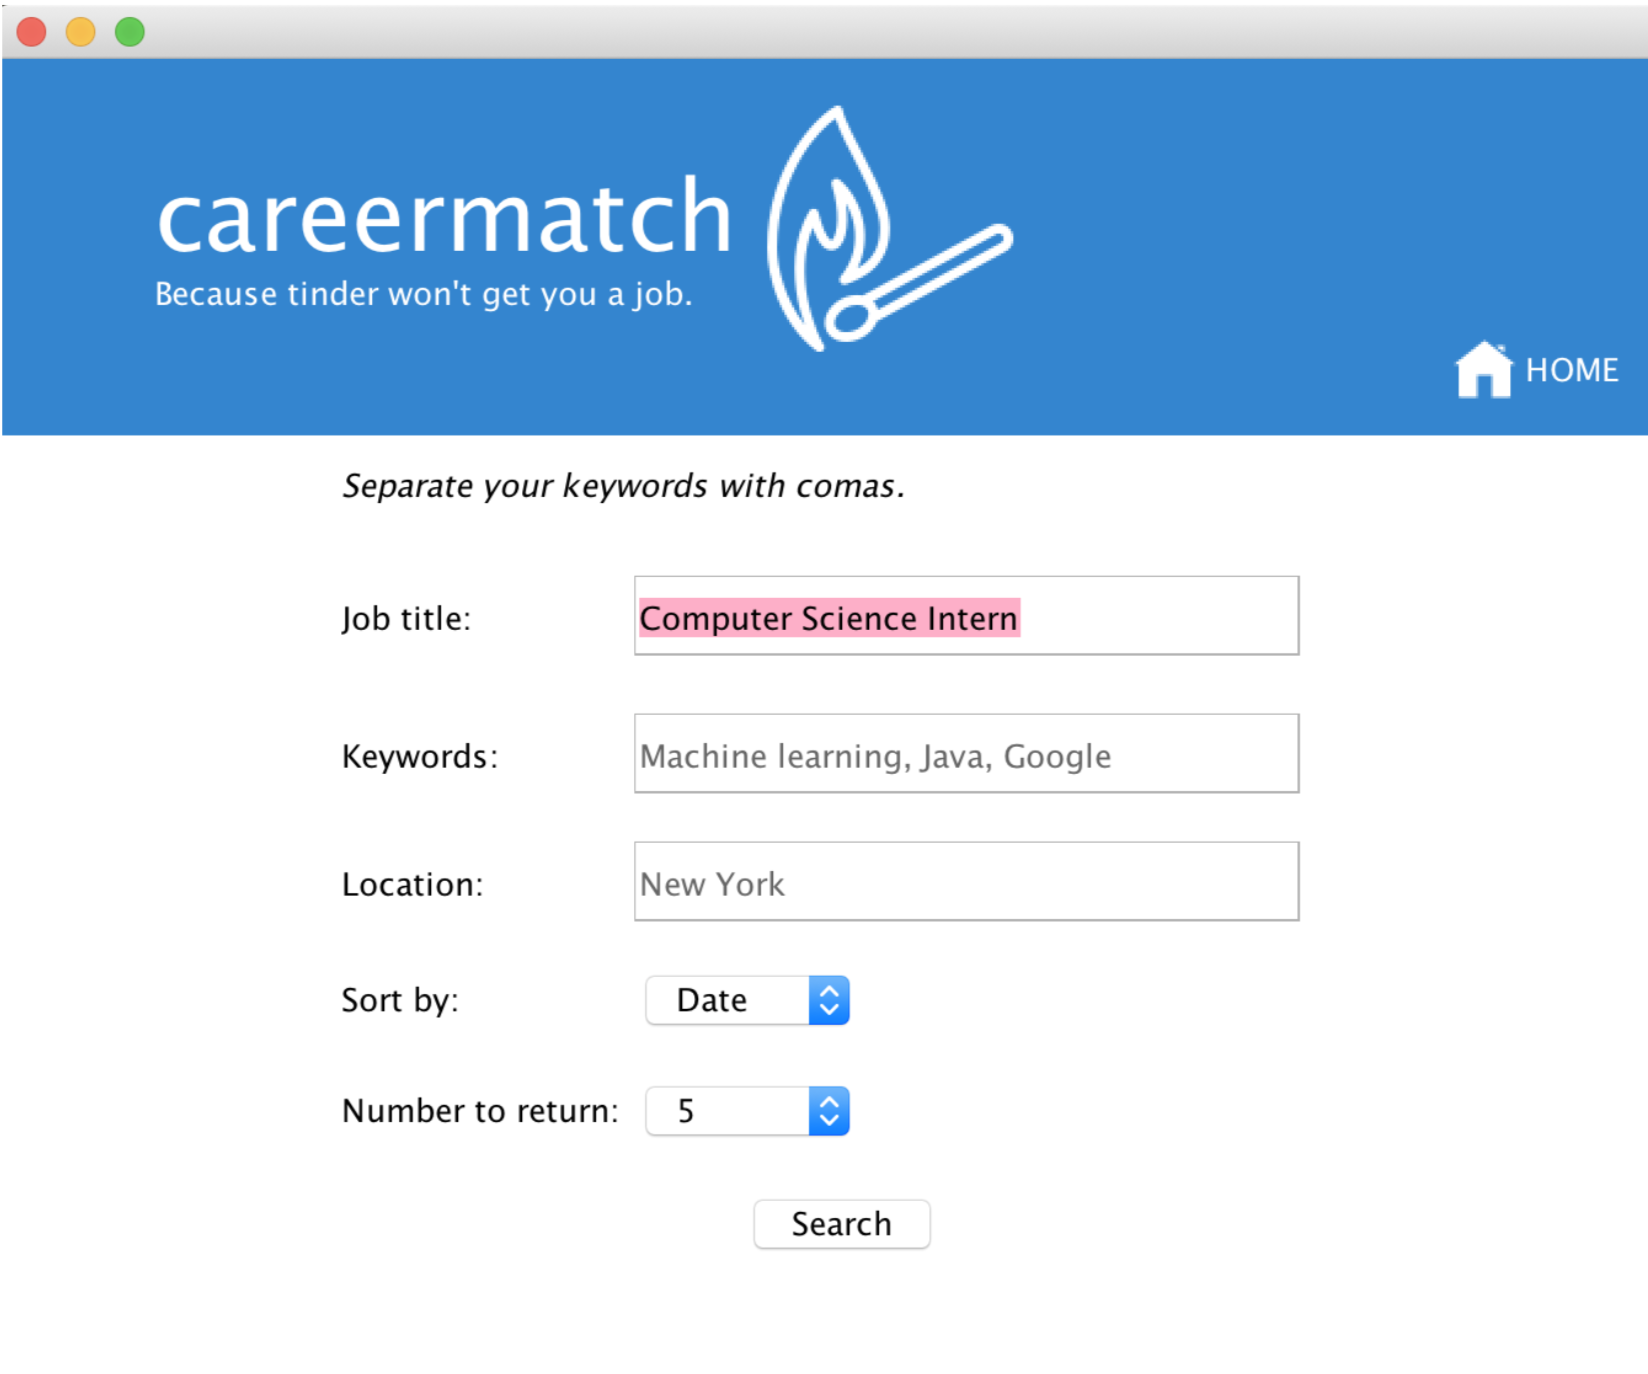 careermatch
Because tinder won't get you a job.
HOME
Separate your keywords with comas.
Job title: Computer Science Intern
Keywords: Machine learning, Java, Google
Location: New York
Sort by: Date
Number to return: 5
Search